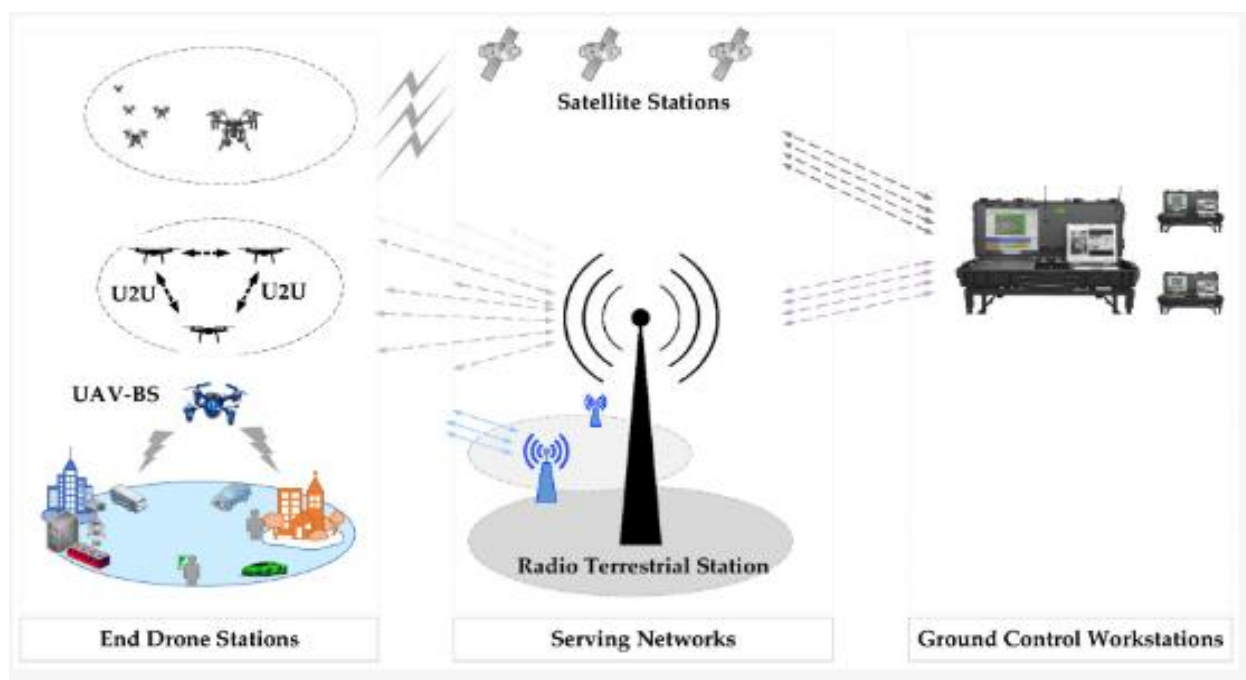 Satellite Stations
U2U
U2U
UAV-BS
Radio Terrestrial Station
End Drone Stations
Serving Networks
Ground Control Workstations